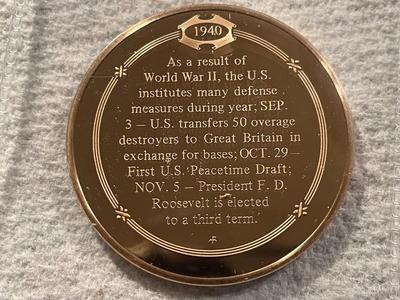 1940
As a result of
World War II, the U.S.
institutes many defense
measures during year; SEP.
3 — U.S. transfers 50 overage
destroyers to Great Britain in
exchange for bases; OCT. 29 —
First U.S. Peacetime Draft;
NOV. 5 — President F. D.
Roosevelt is elected
to a third term.